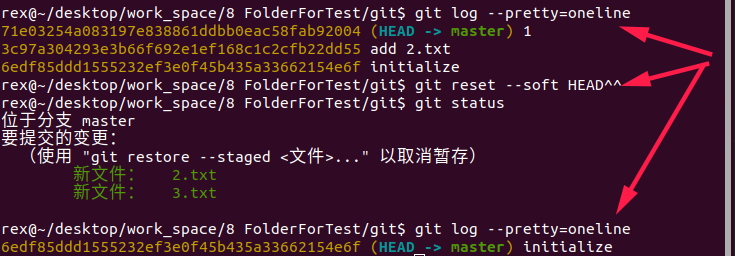 rex@~/desktop/work_space/8 FolderForTest/git$ git log --pretty=oneline
71e03254a083197e838861ddbb0eac58fab92004 (HEAD -> master) 1
3c97a304293e3b66f692e1ef168c1c2cfb22dd55 add 2.txt
6edf85ddd1555232ef3e0f45b435a33662154e6f initialize
rex@~/desktop/work_space/8 FolderForTest/git$ git reset --soft HEAD^^
rex@~/desktop/work_space/8 FolderForTest/git$ git status
位于分支 master
要提交的变更：
（使用 "git restore --staged <文件>..." 以取消暂存）
新文件： 2.txt
新文件： 3.txt
rex@~/desktop/work_space/8 FolderForTest/git$ git log --pretty=oneline
6edf85ddd1555232ef3e0f45b435a33662154e6f (HEAD -> master) initialize